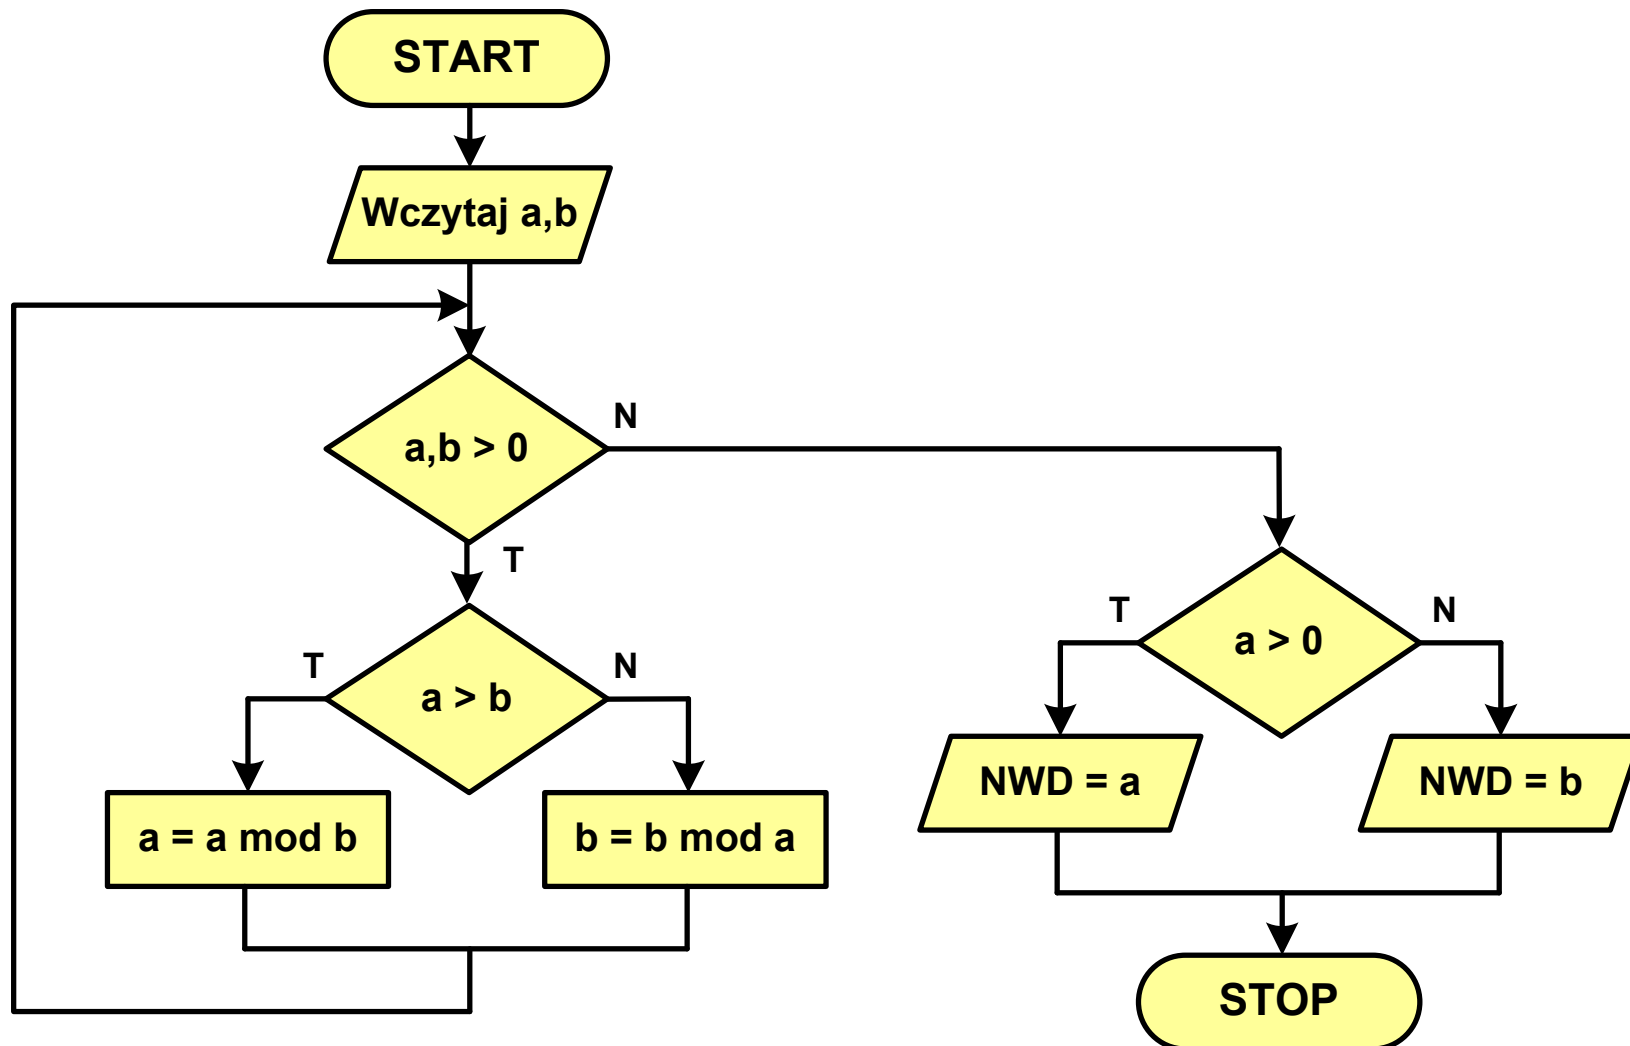 START
Wczytaj a,b
a,b > 0
N
T
a > b
T
N
a = a mod b
b = b mod a
a > 0
T
N
NWD = a
NWD = b
STOP